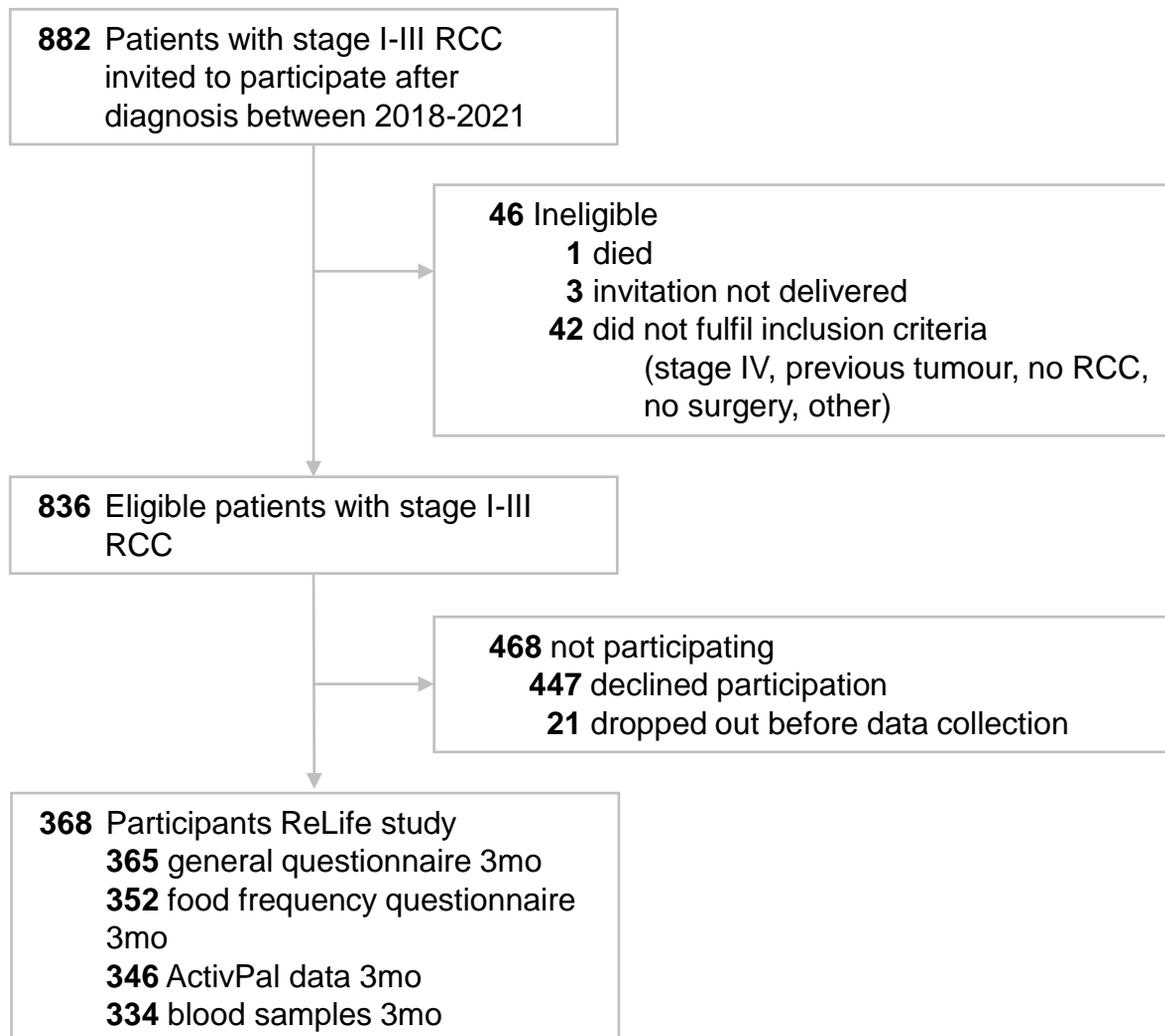 882 Patients with stage I-III RCC
invited to participate after
diagnosis between 2018-2021
46 Ineligible
1 died
3 invitation not delivered
42 did not fulfil inclusion criteria
(stage IV, previous tumour, no RCC,
no surgery, other)
836 Eligible patients with stage I-III
RCC
468 not participating
447 declined participation
21 dropped out before data collection
368 Participants ReLife study
365 general questionnaire 3mo
352 food frequency questionnaire
3mo
346 ActivPal data 3mo
334 blood samples 3mo